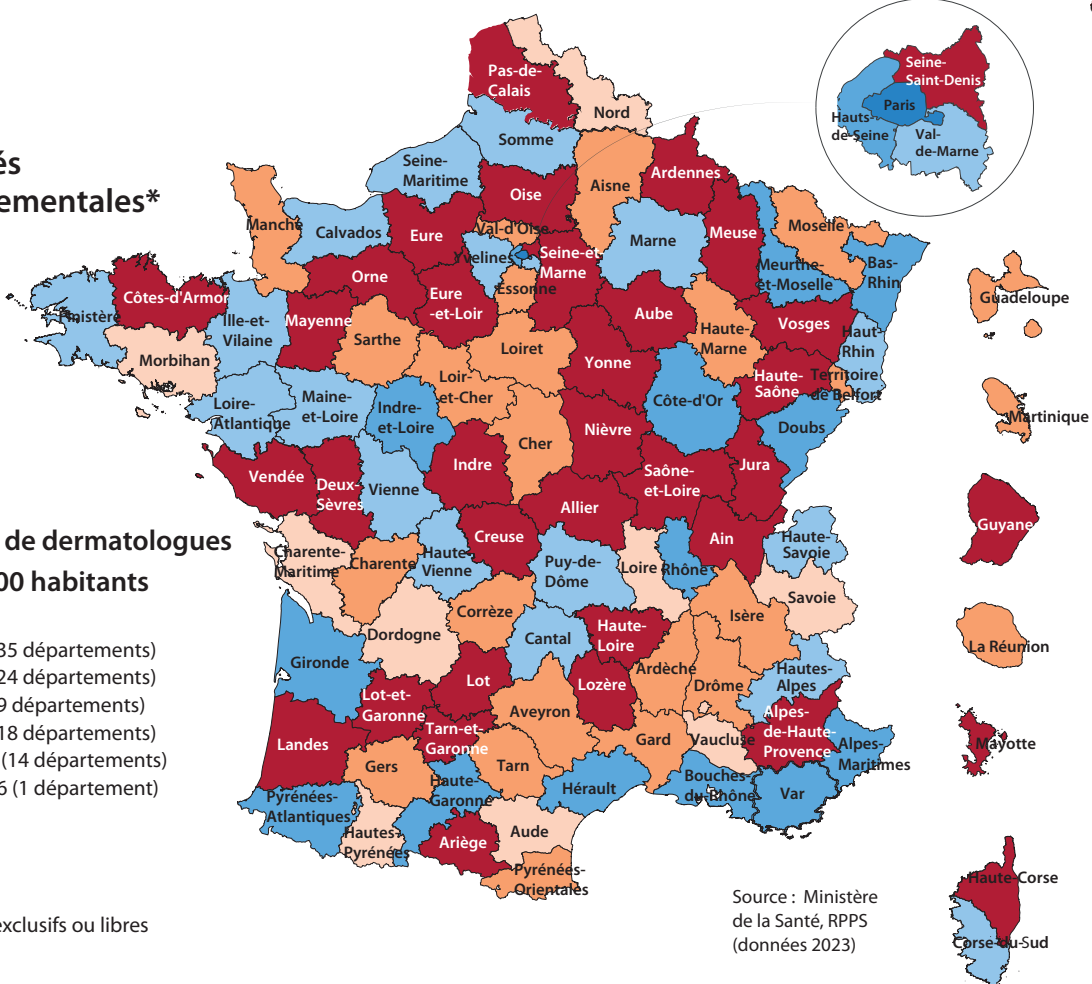 és
ementales*
de dermatologues
00 habitants
35 départements)
24 départements)
9 départements)
18 départements)
(14 départements)
6 (1 département)
exclusifs ou libres
Seine-
Saint-Denis
Paris
Hauts-
de-Seine
Val-
de-Marne
Pas-de-
Calais
Nord
Somme
Seine-
Maritime
Oise
Aisne
Ardennes
Manche
Calvados
Eure
Val-d'Oise
Yvelines
Seine-et
Marne
Essonne
Marne
Meuse
Moselle
Meurthe-
et-Moselle
Bas-
Rhin
Orne
Eure
-et-Loir
Côtes-d'Armor
Finistère
Ille-et-
Vilaine
Mayenne
Sarthe
Morbihan
Loiret
Aube
Haute-
Marne
Vosges
Haut-
Rhin
Yonne
Haute-
Saône
Territoire
de Belfort
Loir-
et-Cher
Loire-
Atlantique
Maine-
et-Loire
Indre-
et-Loire
Cher
Nièvre
Côte-d'Or
Doubs
Vendée
Deux-
Sèvres
Vienne
Indre
Saône-
et-Loire
Jura
Allier
Charente-
Maritime
Charente
Haute-
Vienne
Creuse
Puy-de-
Dôme
Loire
Rhône
Ain
Haute-
Savoie
Savoie
Isère
Dordogne
Corrèze
Cantal
Haute-
Loire
Gironde
Lot
Lot-et-
Garonne
Tarn-et-
Garonne
Aveyron
Lozère
Ardèche
Drôme
Hautes-
Alpes
Alpes-
de-Haute-
Provence
Alpes-
Maritimes
Landes
Gers
Tarn
Gard
Vaucluse
Haute-
Garonne
Hérault
Bouches-
du-Rhône
Var
Pyrénées-
Atlantiques
Hautes-
Pyrénées
Ariège
Aude
Pyrénées-
Orientales
Guadeloupe
Martinique
Guyane
La Réunion
Mayotte
Haute-Corse
Corse-du-Sud
Source : Ministère
de la Santé, RPPS
(données 2023)